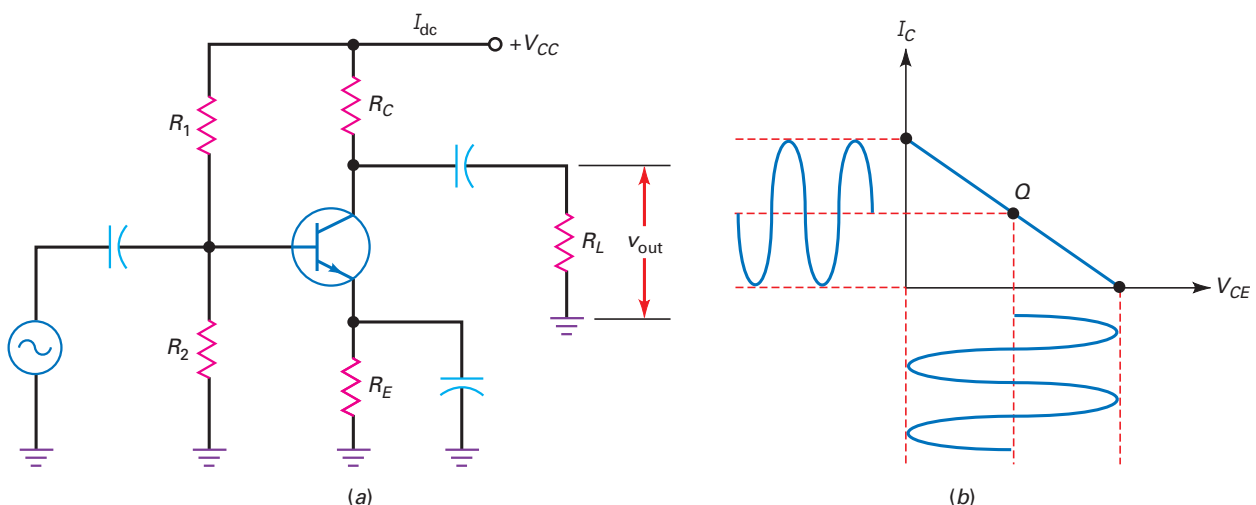 I_dc
+V_CC
R_1
R_C
R_2
R_E
R_L
v_out
(a)
I_C
Q
V_CE
(b)